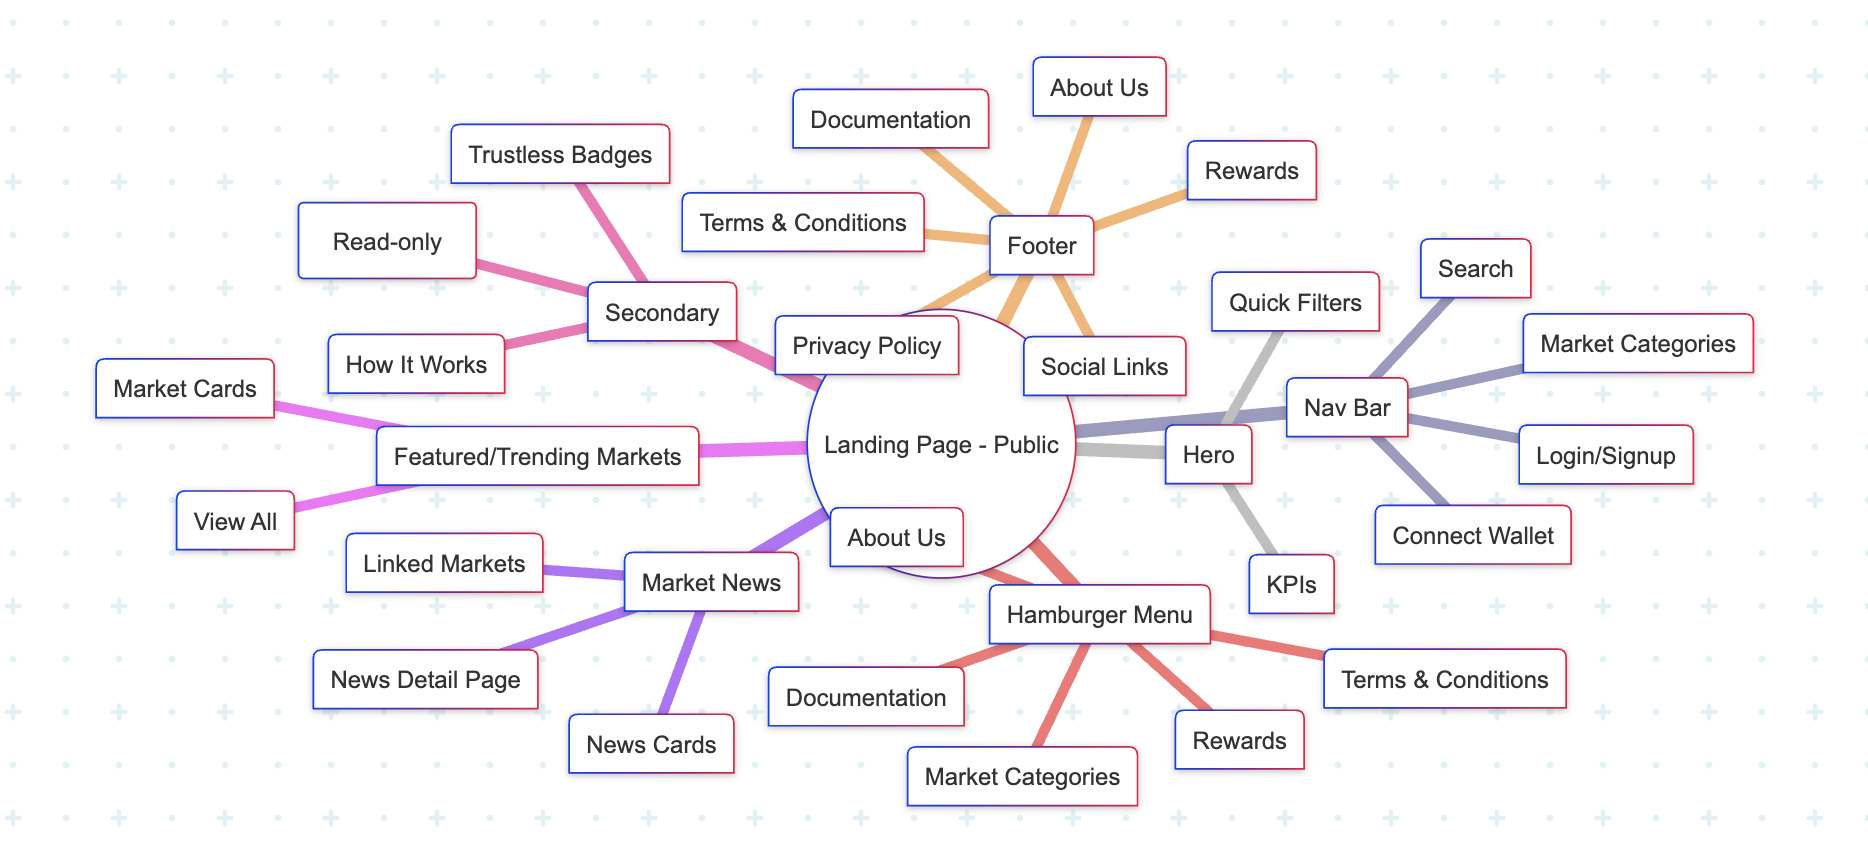 About Us
Documentation
Trustless Badges
Rewards
Terms & Conditions
Read-only
Footer
Search
Quick Filters
Secondary
Market Categories
Privacy Policy
How It Works
Social Links
Market Cards
Nav Bar
Landing Page - Public
Featured/Trending Markets
Hero
Login/Signup
View All
About Us
Connect Wallet
Linked Markets
Market News
KPIs
Hamburger Menu
News Detail Page
Terms & Conditions
Documentation
News Cards
Rewards
Market Categories